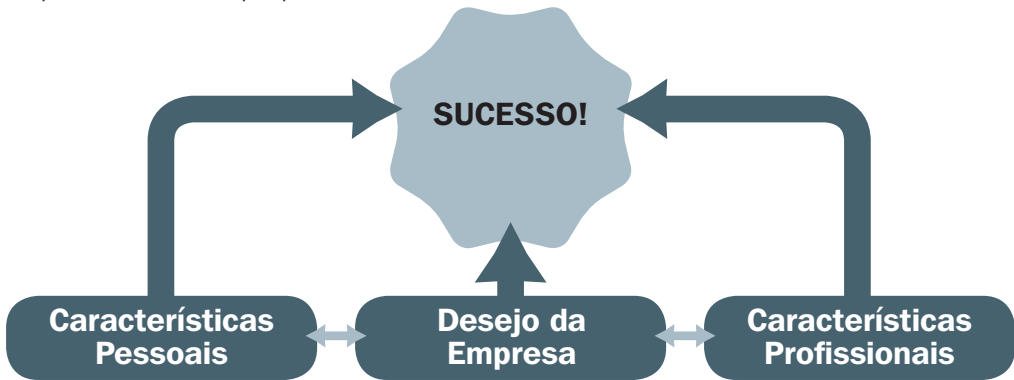 SUCESSO!
Características
Pessoais
Desejo da
Empresa
Características
Profissionais